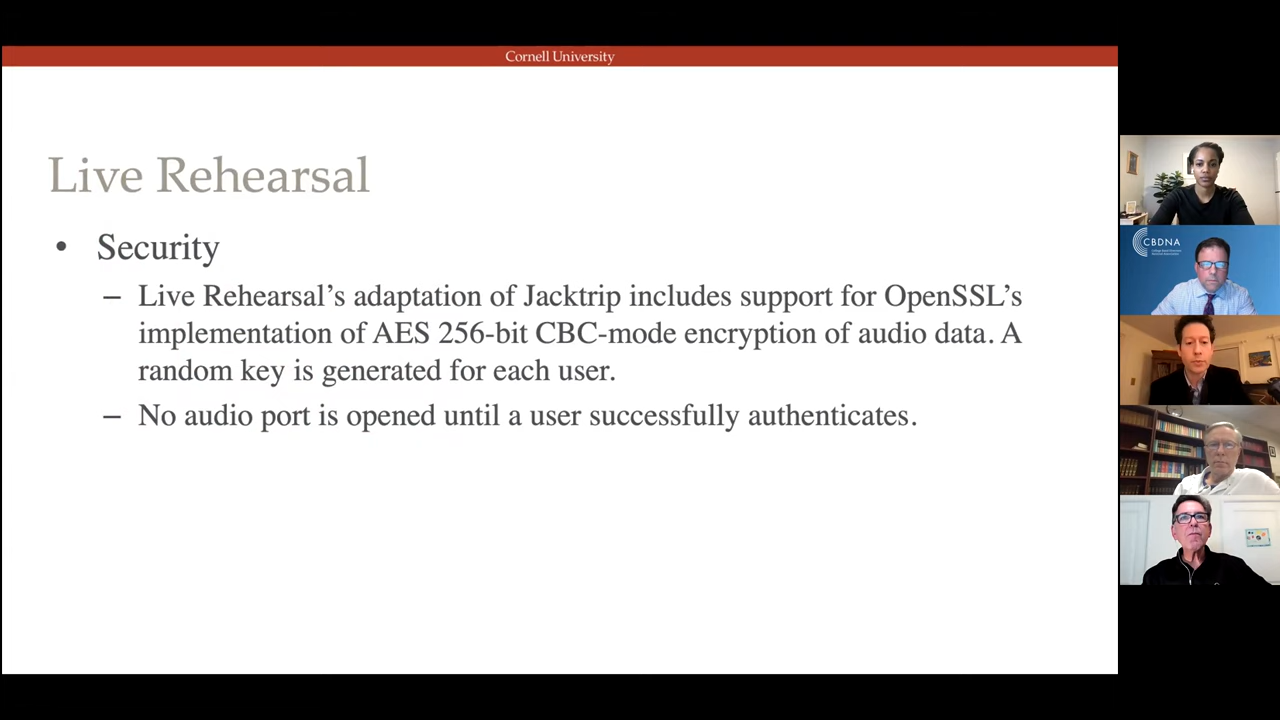 Cornell University
Live Rehearsal
• Security
– Live Rehearsal’s adaptation of Jacktrip includes support for OpenSSL’s
implementation of AES 256-bit CBC-mode encryption of audio data. A
random key is generated for each user.
– No audio port is opened until a user successfully authenticates.
CBDNA